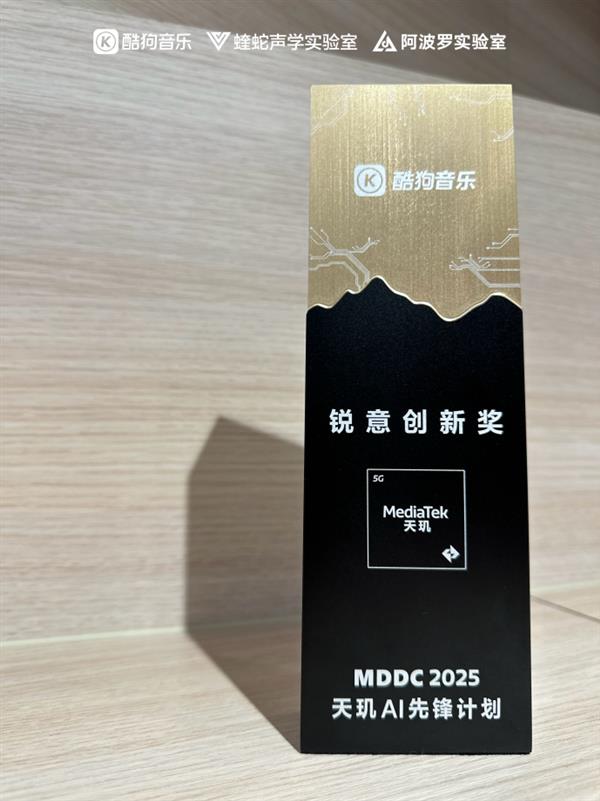 酷狗音乐 蝰蛇声学实验室 阿波罗实验室
K 酷狗音乐
锐意创新奖
5G
MediaTek
天玑
MDDC 2025
天玑AI先锋计划